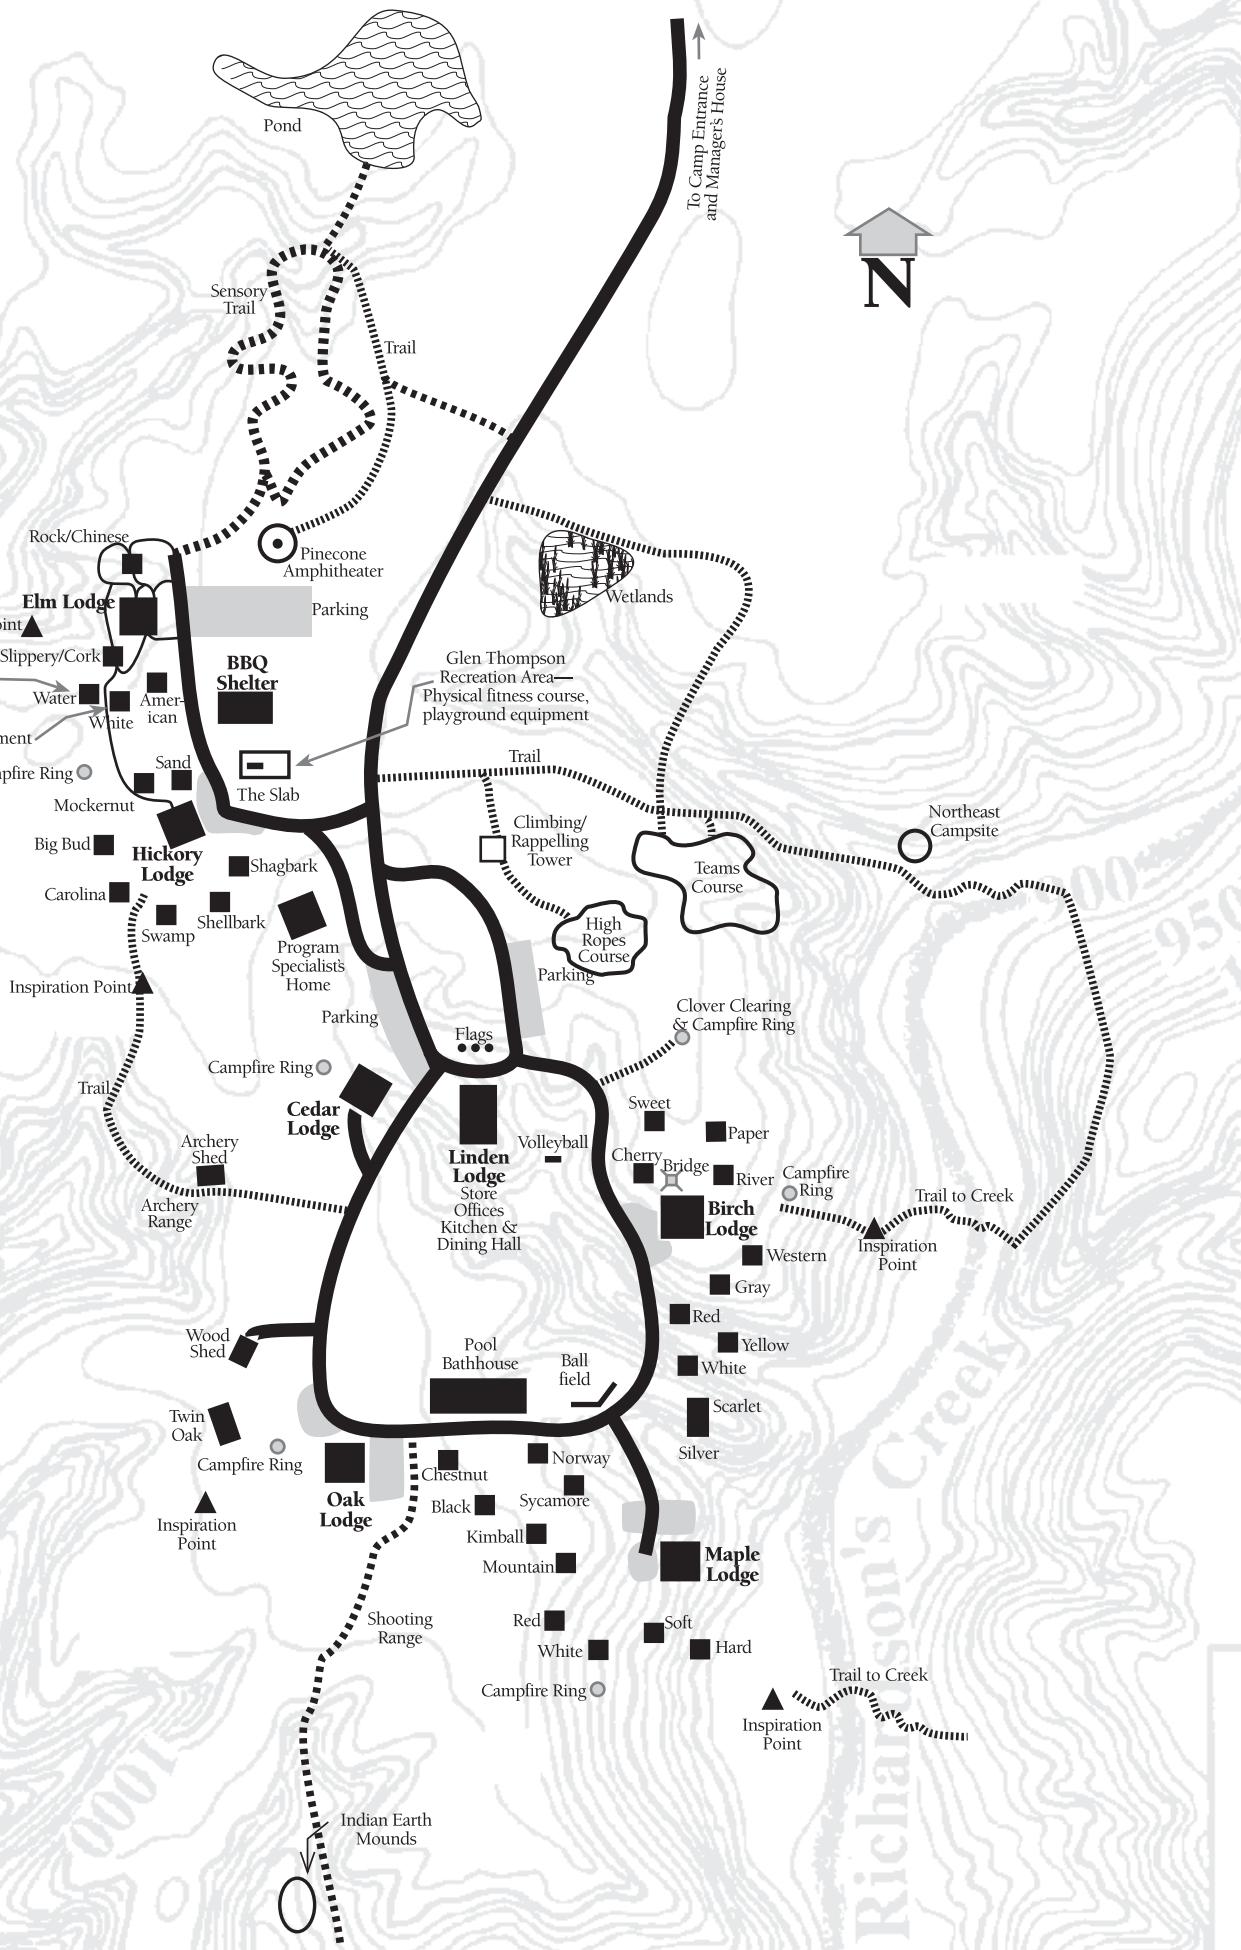 Pond
To Camp Entrance
and Manager's House
N
Sensory
Trail
Trail
Rock/Chinese
Pinecone
Amphitheater
Elm Lodge
Parking
Wetlands
oint
Slippery/Cork
BBQ
Shelter
Glen Thompson
Recreation Area—
Physical fitness course,
playground equipment
Water
White
Amer-
ican
ment
Trail
Sand
mpfire Ring
Mockernut
The Slab
Northeast
Campsite
Climbing/
Rappelling
Tower
Big Bud
Hickory
Lodge
Shagbark
Teams
Course
900
950
Carolina
Shellbark
Swamp
High
Ropes
Course
Program
Specialist's
Home
Parking
Inspiration Point
Clover Clearing
& Campfire Ring
Parking
Flags
Campfire Ring
Trail
Cedar
Lodge
Sweet
Paper
Archery
Shed
Volleyball
Linden
Lodge
Store
Offices
Kitchen &
Dining Hall
Cherry
Bridge
River
Campfire
Ring
Trail to Creek
Archery
Range
Birch
Lodge
Inspiration
Point
Western
Gray
Red
Wood
Shed
Yellow
Pool
Bathhouse
Ball
field
White
Twin
Oak
Scarlet
Silver
Campfire Ring
Chestnut
Norway
Sycamore
Oak
Lodge
Black
Inspiration
Point
Kimball
Mountain
Maple
Lodge
Shooting
Range
Red
Soft
White
Hard
Campfire Ring
Trail to Creek
Inspiration
Point
Richardson's Creek
1000
Indian Earth
Mounds